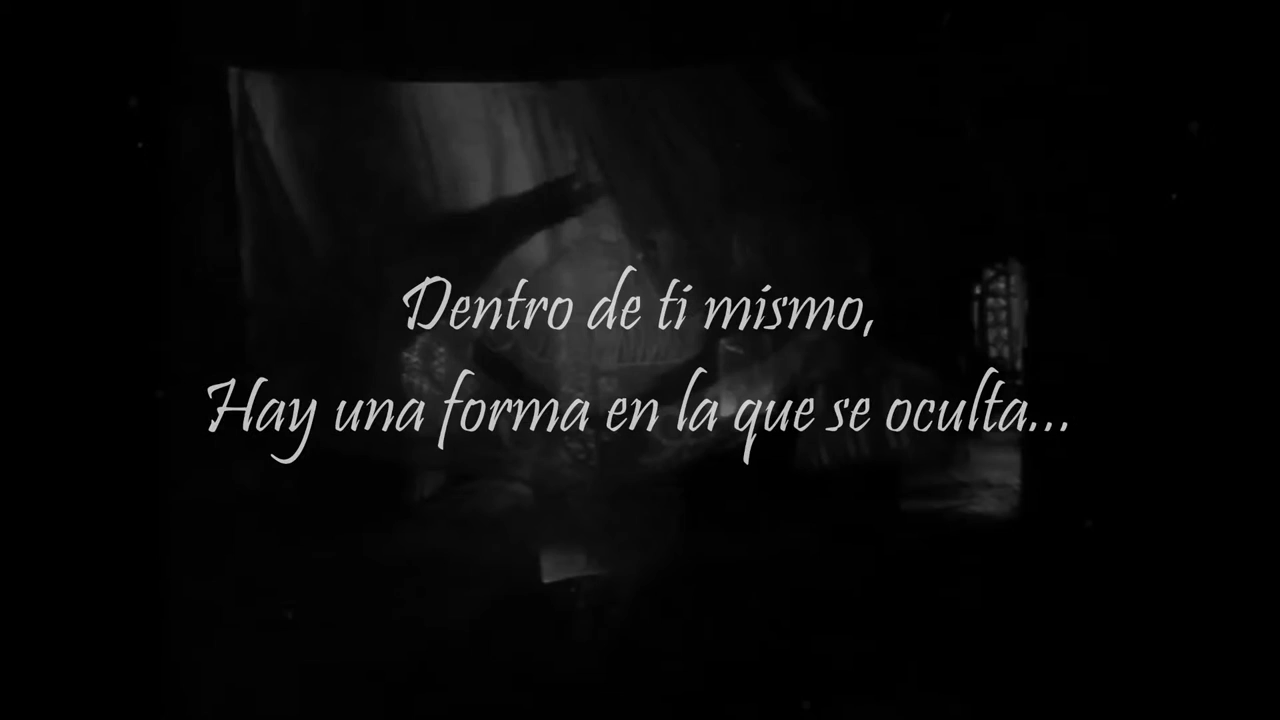 Dentro de ti mismo,
Hay una forma en la que se oculta...